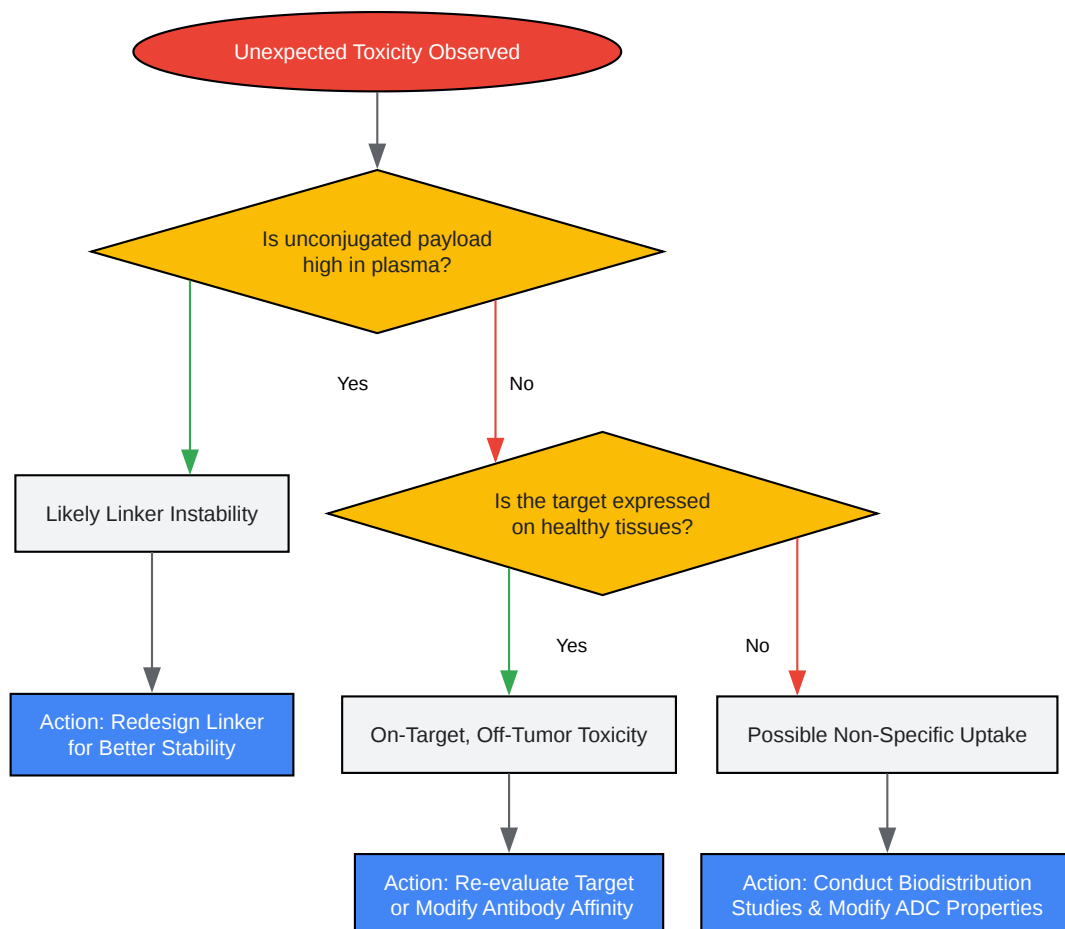 Unexpected Toxicity Observed
Is unconjugated payload
high in plasma?
Yes
No
Likely Linker Instability
Is the target expressed
on healthy tissues?
Yes
No
Action: Redesign Linker
for Better Stability
On-Target, Off-Tumor Toxicity
Possible Non-Specific Uptake
Action: Re-evaluate Target
or Modify Antibody Affinity
Action: Conduct Biodistribution
Studies & Modify ADC Properties